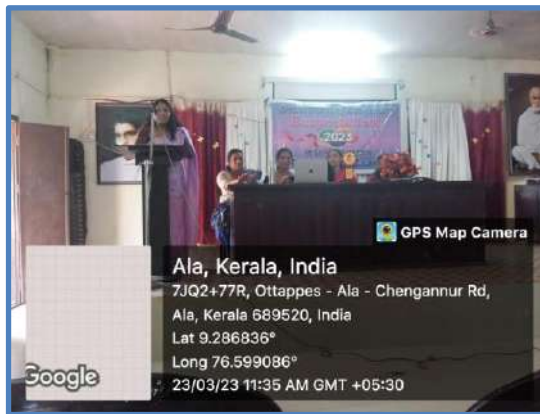 2023
GPS Map Camera
Ala, Kerala, India
7JQ2+77R, Ottappes - Ala - Chengannur Rd,
Ala, Kerala 689520, India
Lat 9.286836°
Long 76.599086°
23/03/23 11:35 AM GMT +05:30
Google